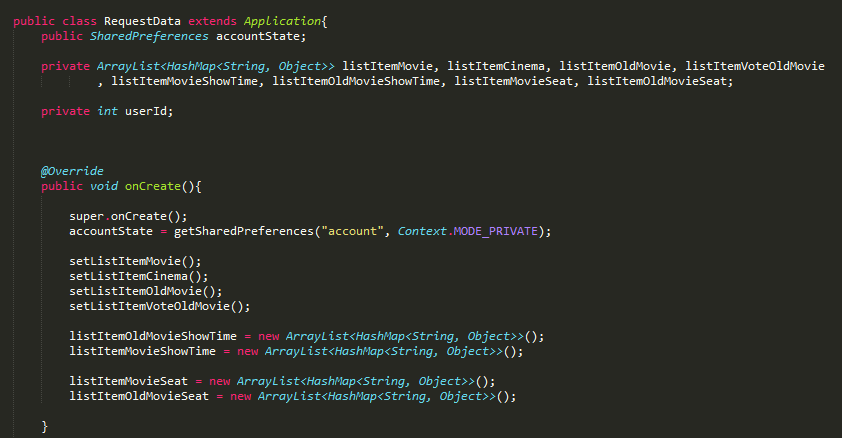 public class RequestData extends Application{
public SharedPreferences accountState;
private ArrayList<HashMap<String, Object>> listItemMovie, listItemCinema, listItemOldMovie, listItemVoteOldMovie
, listItemMovieShowTime, listItemOldMovieShowTime, listItemMovieSeat, listItemOldMovieSeat;
private int userId;
@Override
public void onCreate(){
super.onCreate();
accountState = getSharedPreferences("account", Context.MODE_PRIVATE);
setListItemMovie();
setListItemCinema();
setListItemOldMovie();
setListItemVoteOldMovie();
listItemOldMovieShowTime = new ArrayList<HashMap<String, Object>>();
listItemMovieShowTime = new ArrayList<HashMap<String, Object>>();
listItemMovieSeat = new ArrayList<HashMap<String, Object>>();
listItemOldMovieSeat = new ArrayList<HashMap<String, Object>>();
}